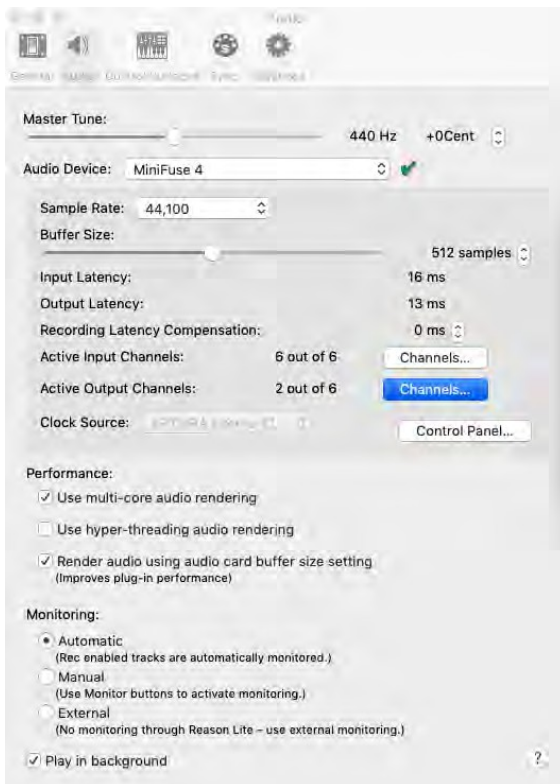 General Audio Sync Advanced
Master Tune:
440 Hz +0Cent
Audio Device: MiniFuse 4
Sample Rate: 44,100
Buffer Size:
512 samples
Input Latency: 16 ms
Output Latency: 13 ms
Recording Latency Compensation: 0 ms
Active Input Channels: 6 out of 6 Channels...
Active Output Channels: 2 out of 6 Channels...
Clock Source:
Control Panel...
Performance:
Use multi-core audio rendering
Use hyper-threading audio rendering
Render audio using audio card buffer size setting
(Improves plug-in performance)
Monitoring:
Automatic
(Rec enabled tracks are automatically monitored.)
Manual
(Use Monitor buttons to activate monitoring.)
External
(No monitoring through Reason Lite – use external monitoring.)
Play in background ?